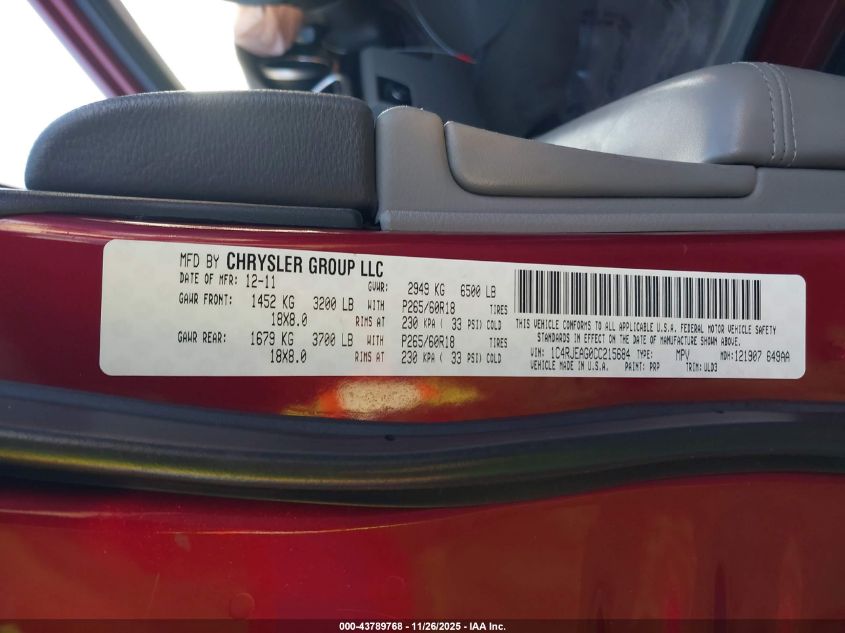 MFD BY CHRYSLER GROUP LLC
DATE OF MFR: 12-11 GVWR: 2949 KG 6500 LB
GAWR FRONT: 1452 KG 3200 LB WITH P265/60R18 TIRES
18X8.0 RIMS AT 230 KPA ( 33 PSI) COLD
GAWR REAR: 1679 KG 3700 LB WITH P265/60R18 TIRES
18X8.0 RIMS AT 230 KPA ( 33 PSI) COLD
THIS VEHICLE CONFORMS TO ALL APPLICABLE U.S.A. FEDERAL MOTOR VEHICLE SAFETY
STANDARDS IN EFFECT ON THE DATE OF MANUFACTURE SHOWN ABOVE.
VIN: 1C4RJEAG0CC215684 TYPE: MPV MDH: 121907 649AA
VEHICLE MADE IN U.S.A. PAINT: PRP TRIM: ULD3
000-43789768 - 11/26/2025 - IAA Inc.